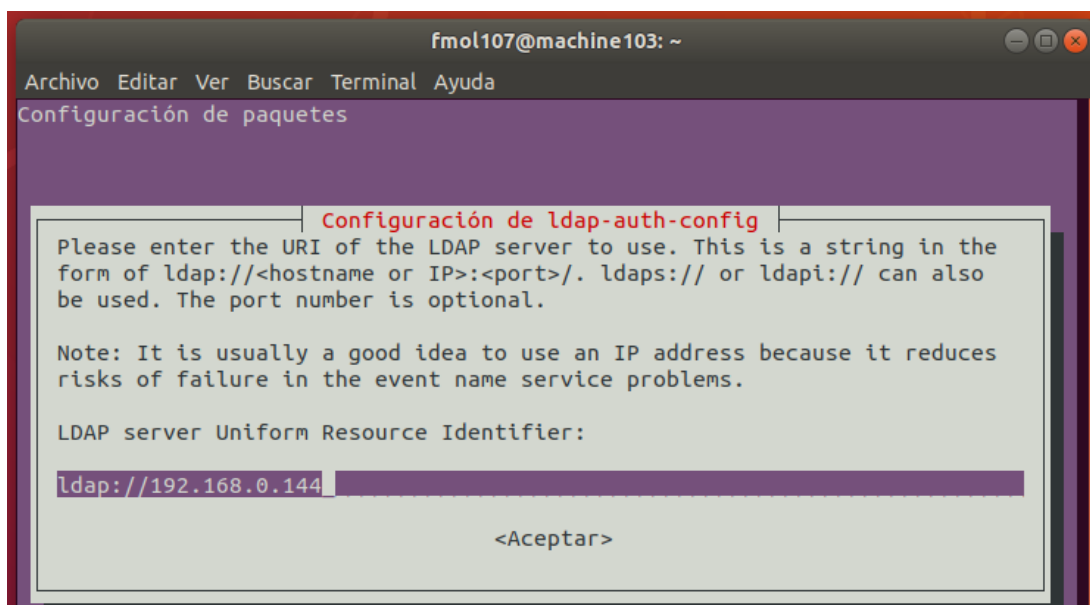 fmol107@machine103: ~
Archivo Editar Ver Buscar Terminal Ayuda
Configuración de paquetes
Configuración de ldap-auth-config
Please enter the URI of the LDAP server to use. This is a string in the
form of ldap://<hostname or IP>:<port>/. ldaps:// or ldapi:// can also
be used. The port number is optional.
Note: It is usually a good idea to use an IP address because it reduces
risks of failure in the event name service problems.
LDAP server Uniform Resource Identifier:
ldap://192.168.0.144
<Aceptar>